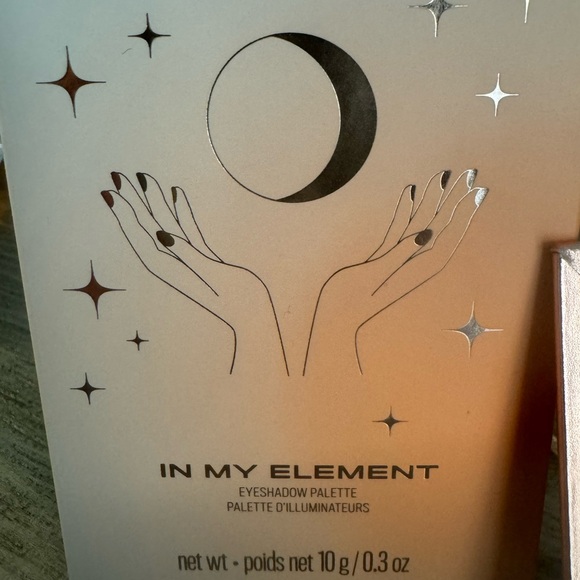 IN MY ELEMENT
EYESHADOW PALETTE
PALETTE D'ILLUMINATEURS
net wt • poids net 10 g / 0.3 oz